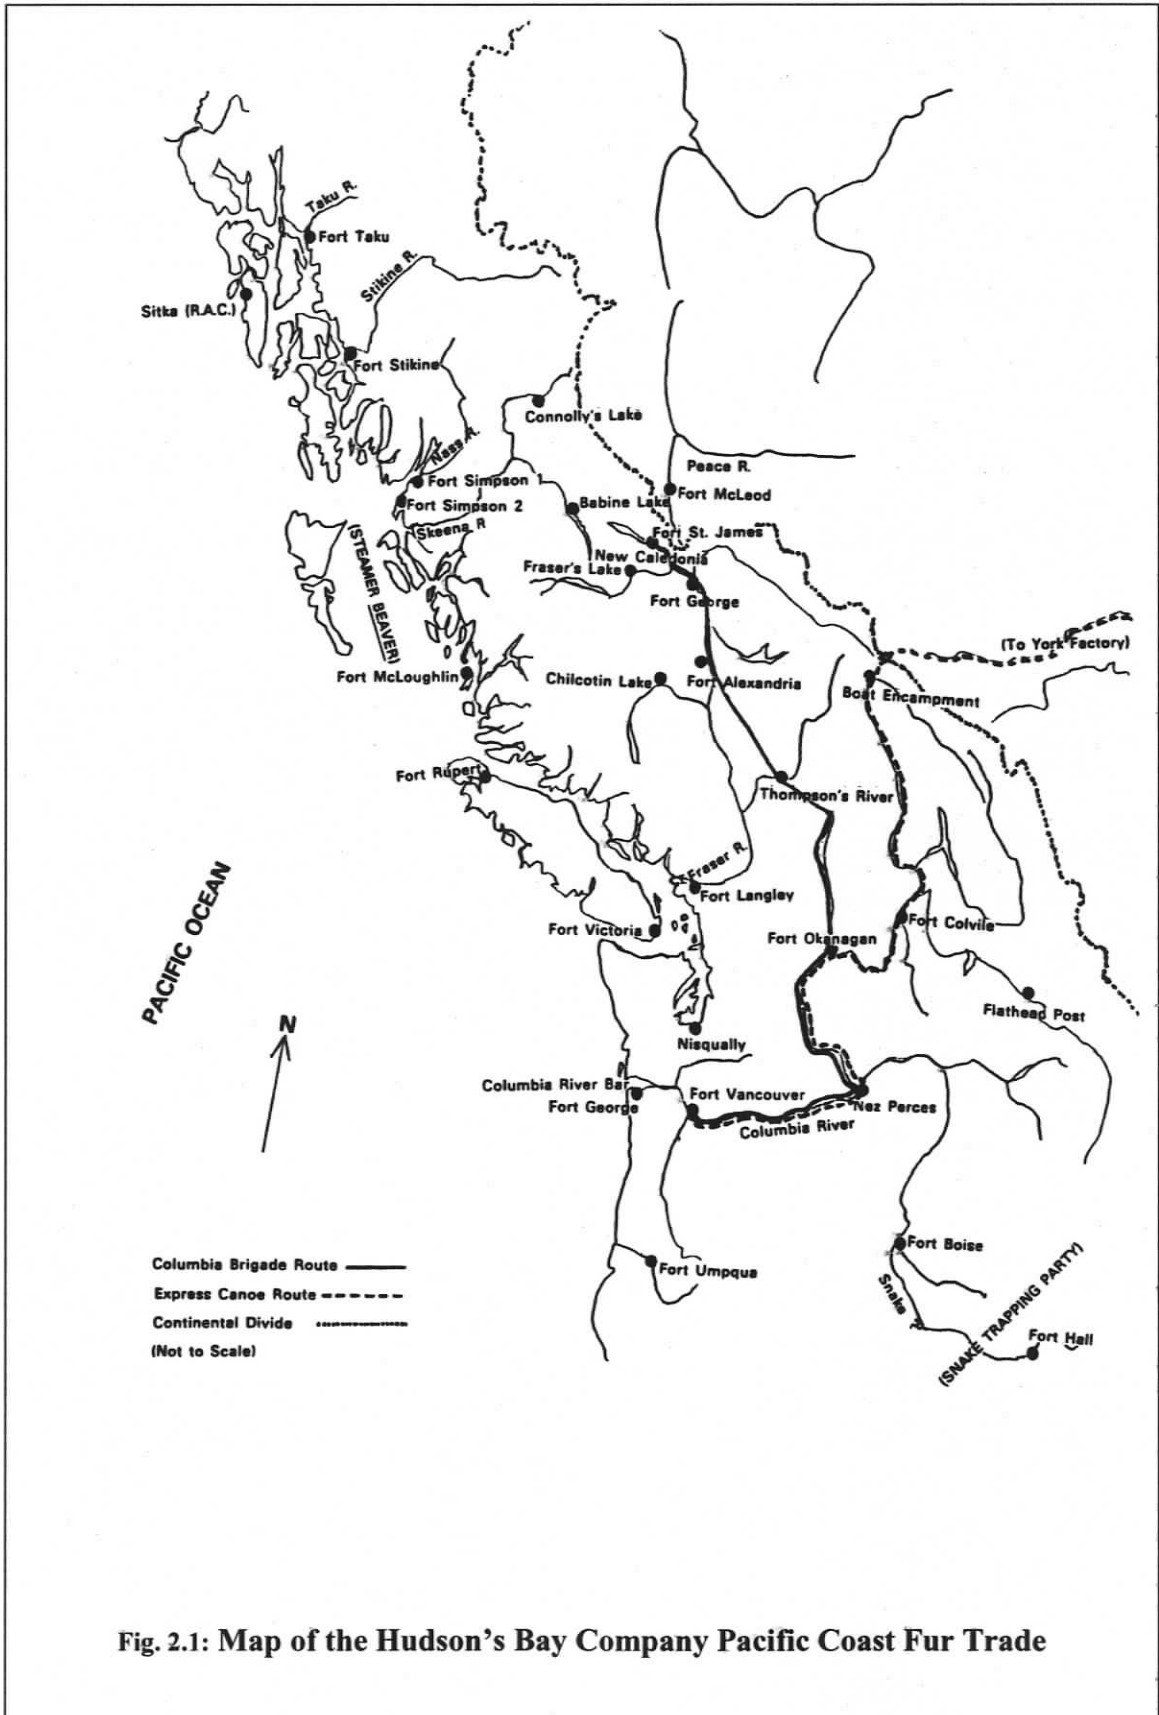 Taku R.
Fort Taku
Stikine R.
Sitka (R.A.C.)
Fort Stikine
Connolly's Lake
Nass R.
Peace R.
Fort Simpson 1
Fort McLeod
Fort Simpson 2
Babine Lake
Skeena R
Fort St. James
(STEAMER BEAVER)
New Caledonia
Fraser's Lake
Fort George
(To York Factory)
Fort McLoughlin
Chilcotin Lake
Fort Alexandria
Boat Encampment
Fort Rupert
Thompson's River
Fraser R.
Fort Langley
PACIFIC OCEAN
Fort Victoria
Fort Okanagan
Fort Colvile
Flathead Post
N
Nisqually
Columbia River Bar
Fort George
Fort Vancouver
Nez Perces
Columbia River
Fort Boise
Fort Umpqua
Snake R.
(SNAKE TRAPPING PARTY)
Fort Hall
Columbia Brigade Route
Express Canoe Route
Continental Divide
(Not to Scale)
Fig. 2.1: Map of the Hudson's Bay Company Pacific Coast Fur Trade